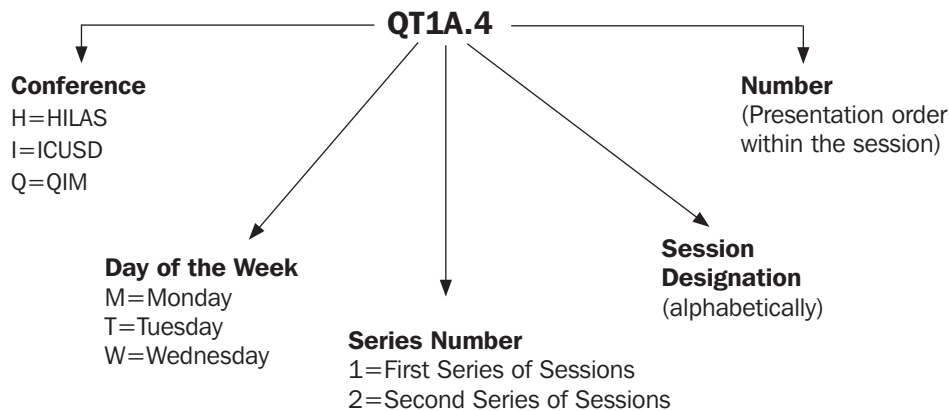 QT1A.4
Conference
H=HILAS
I=ICUSD
Q=QIM
Number
(Presentation order
within the session)
Day of the Week
M=Monday
T=Tuesday
W=Wednesday
Series Number
1=First Series of Sessions
2=Second Series of Sessions
Session
Designation
(alphabetically)